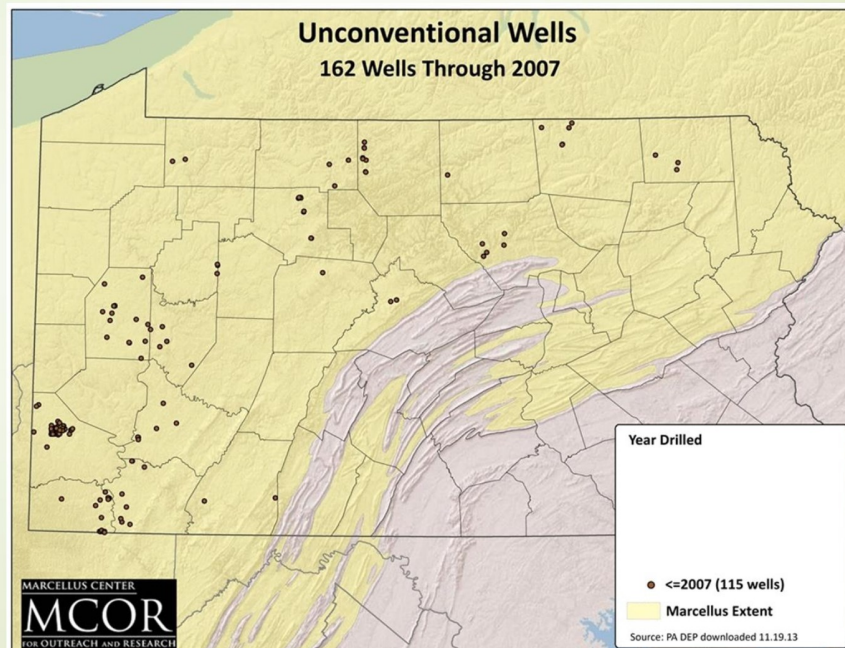 Unconventional Wells
162 Wells Through 2007
Year Drilled
<=2007 (115 wells)
Marcellus Extent
Source: PA DEP downloaded 11.19.13
MARCELLUS CENTER
MCOR
FOR OUTREACH AND RESEARCH